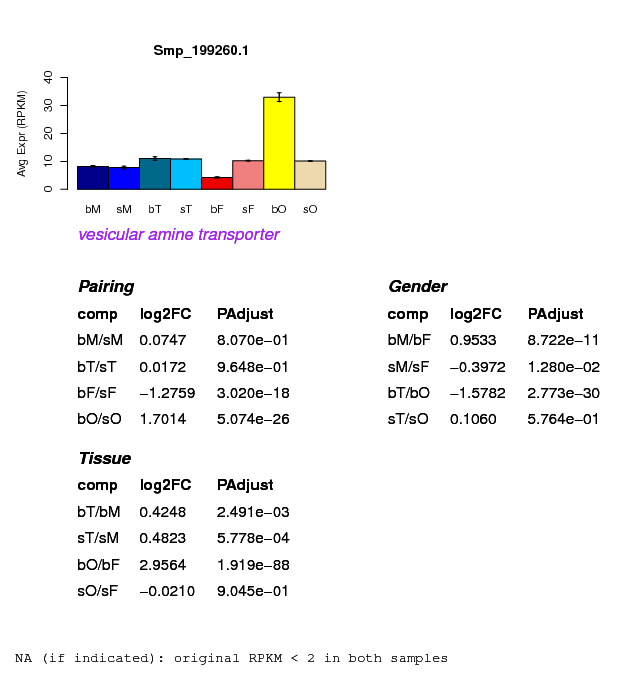 Smp_199260.1
Avg Expr (RPKM)
0 10 20 30 40
bM sM bT sT bF sF bO sO
vesicular amine transporter
Pairing
comp log2FC PAdjust
bM/sM 0.0747 8.070e−01
bT/sT 0.0172 9.648e−01
bF/sF −1.2759 3.020e−18
bO/sO 1.7014 5.074e−26
Gender
comp log2FC PAdjust
bM/bF 0.9533 8.722e−11
sM/sF −0.3972 1.280e−02
bT/bO −1.5782 2.773e−30
sT/sO 0.1060 5.764e−01
Tissue
comp log2FC PAdjust
bT/bM 0.4248 2.491e−03
sT/sM 0.4823 5.778e−04
bO/bF 2.9564 1.919e−88
sO/sF −0.0210 9.045e−01
NA (if indicated): original RPKM < 2 in both samples